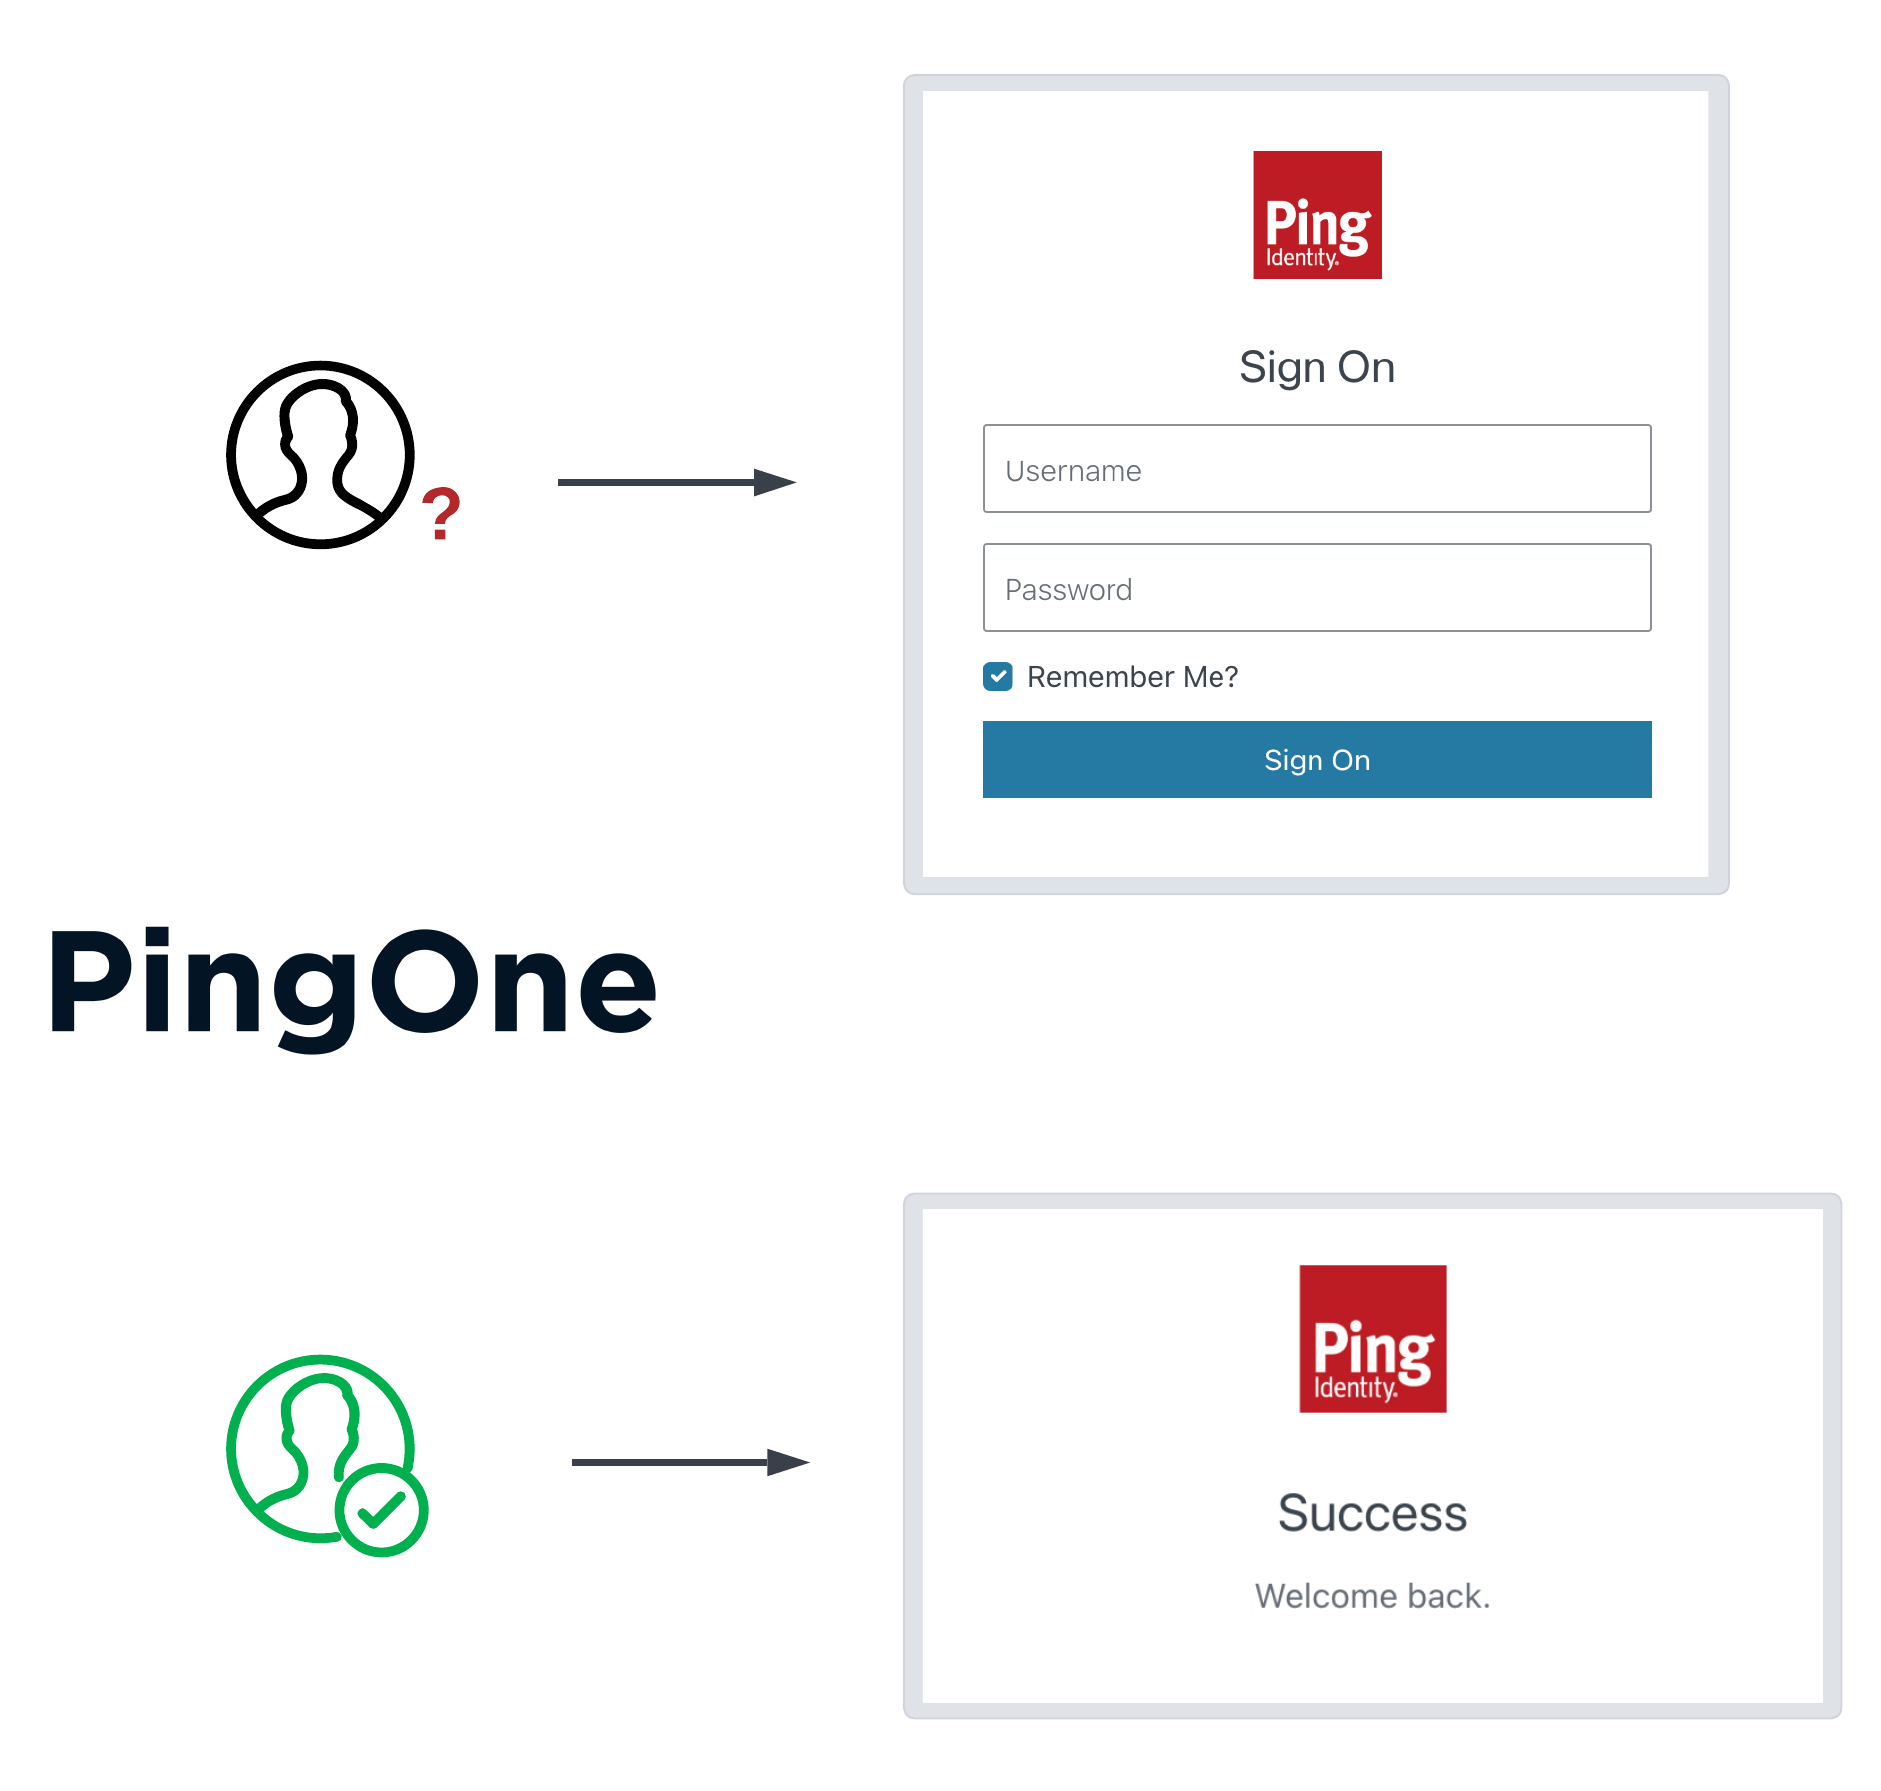 Ping
Identity®
Sign On
Username
?
Password
Remember Me?
Sign On
PingOne
Ping
Identity®
Success
Welcome back.